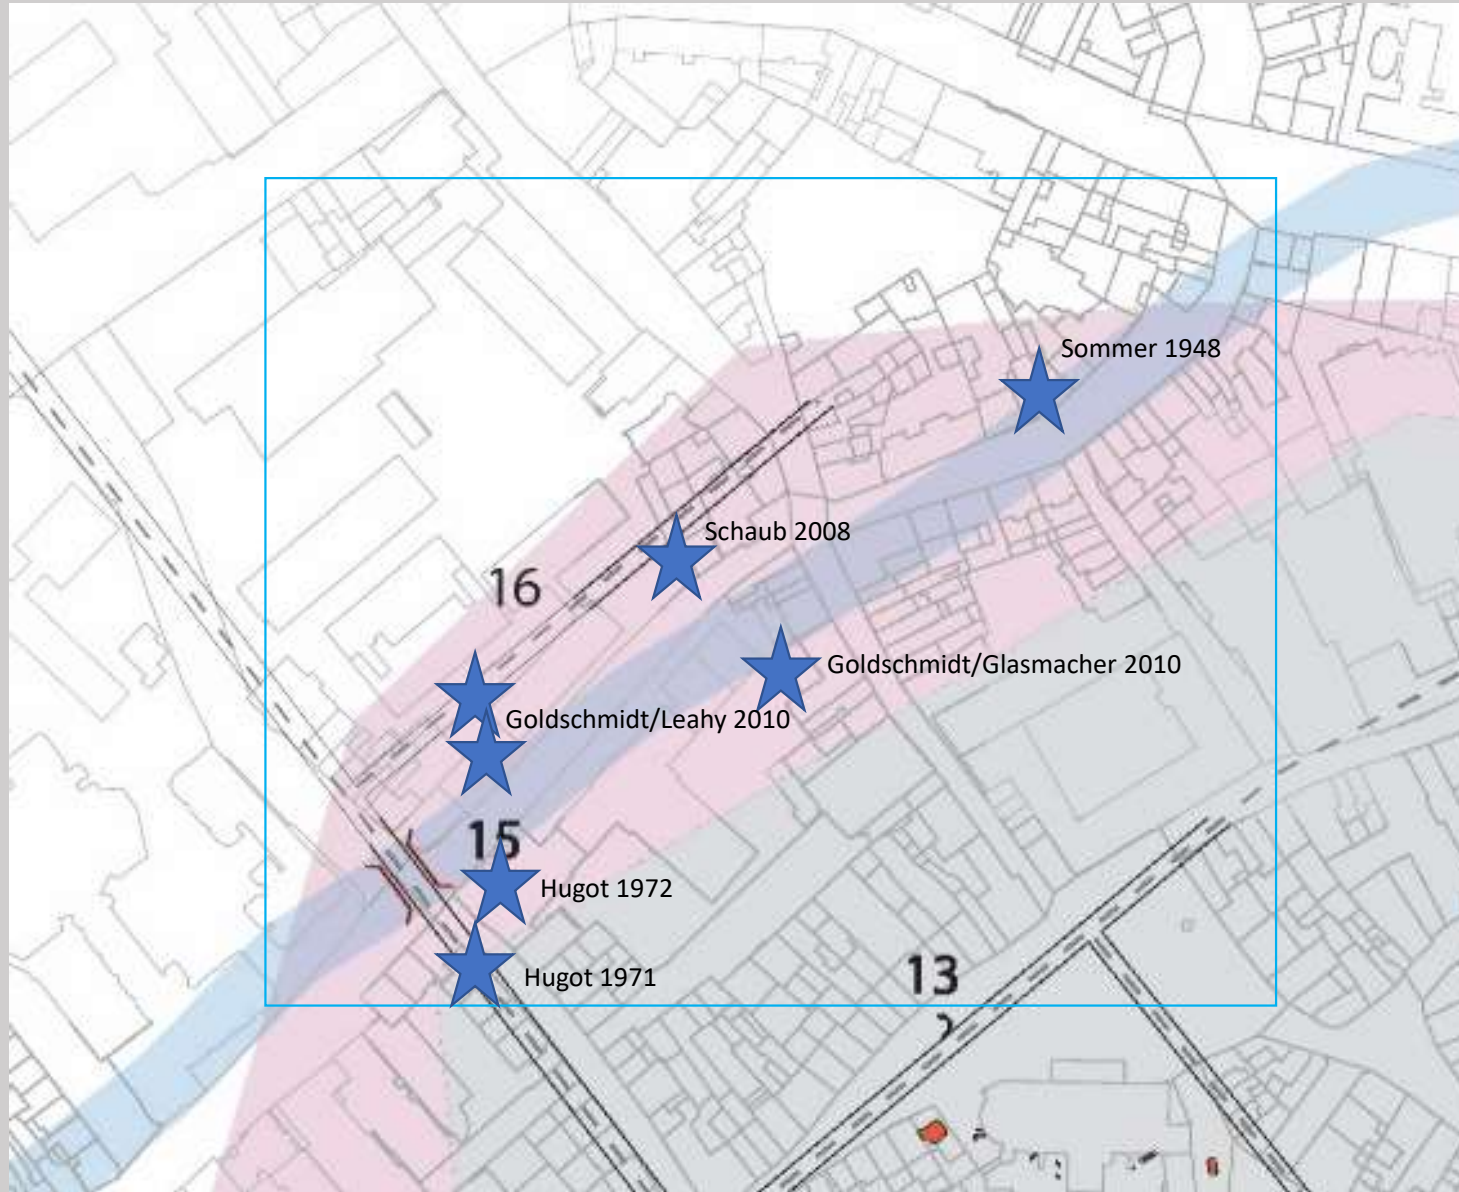 Sommer 1948
Schaub 2008
16
Goldschmidt/Glasmacher 2010
Goldschmidt/Leahy 2010
15
Hugot 1972
Hugot 1971
13